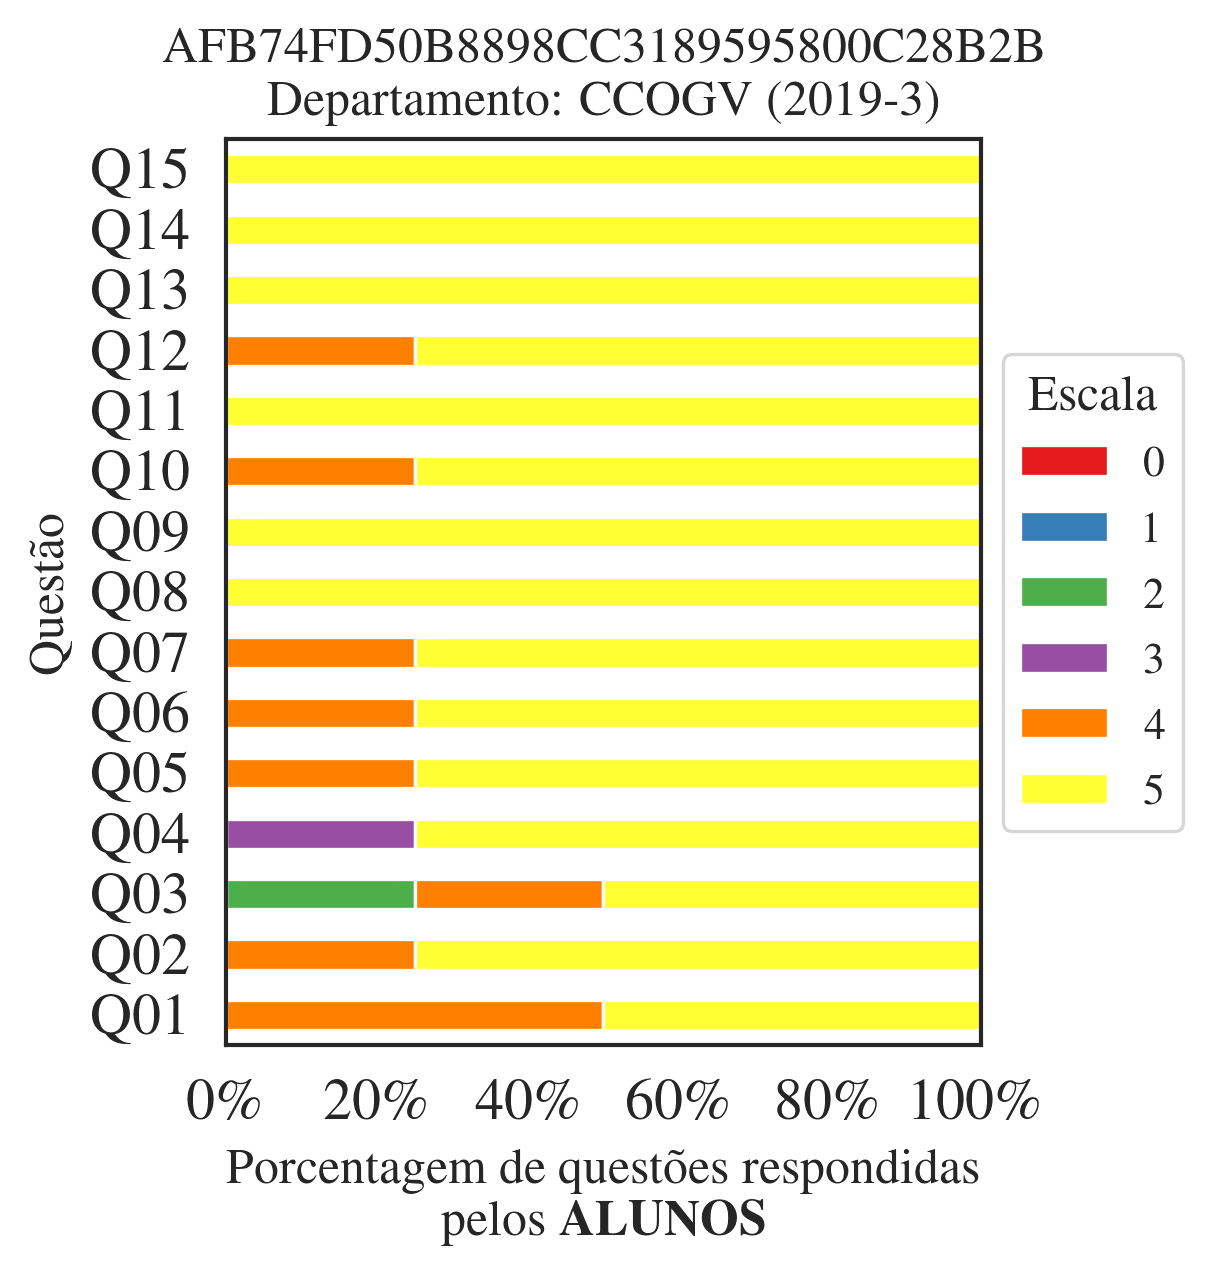 AFB74FD50B8898CC3189595800C28B2B
Departamento: CCOGV (2019-3)
Q15
Q14
Q13
Q12
Q11
Q10
Q09
Q08
Q07
Q06
Q05
Q04
Q03
Q02
Q01
Questão
0% 20% 40% 60% 80% 100%
Porcentagem de questões respondidas
pelos ALUNOS
Escala
0
1
2
3
4
5